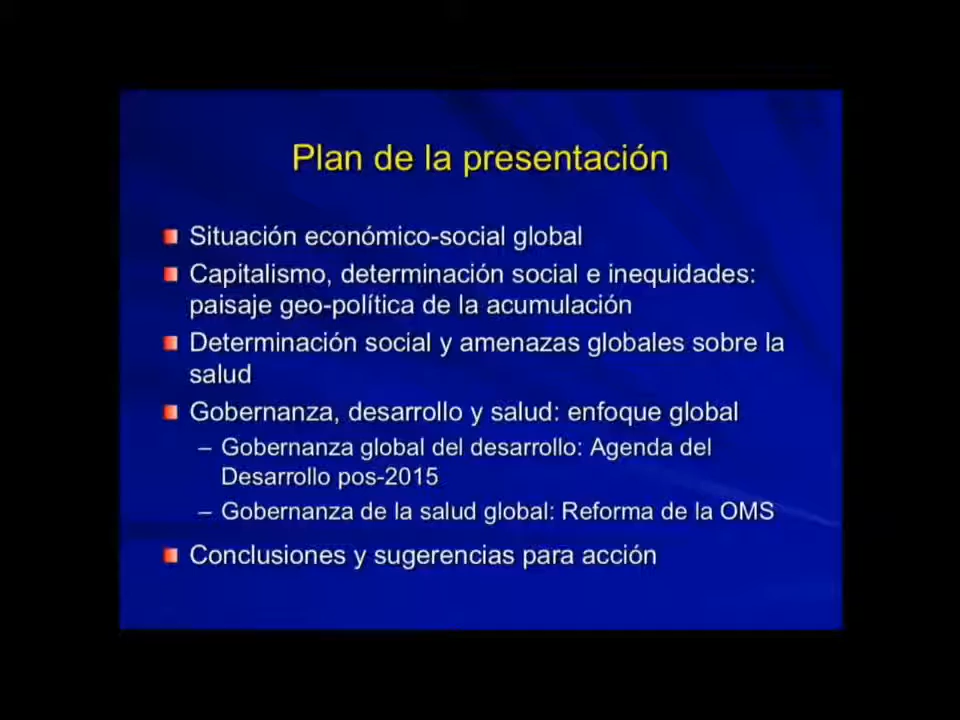 Plan de la presentación
Situación económico-social global
Capitalismo, determinación social e inequidades:
paisaje geo-política de la acumulación
Determinación social y amenazas globales sobre la
salud
Gobernanza, desarrollo y salud: enfoque global
– Gobernanza global del desarrollo: Agenda del
Desarrollo pos-2015
– Gobernanza de la salud global: Reforma de la OMS
Conclusiones y sugerencias para acción